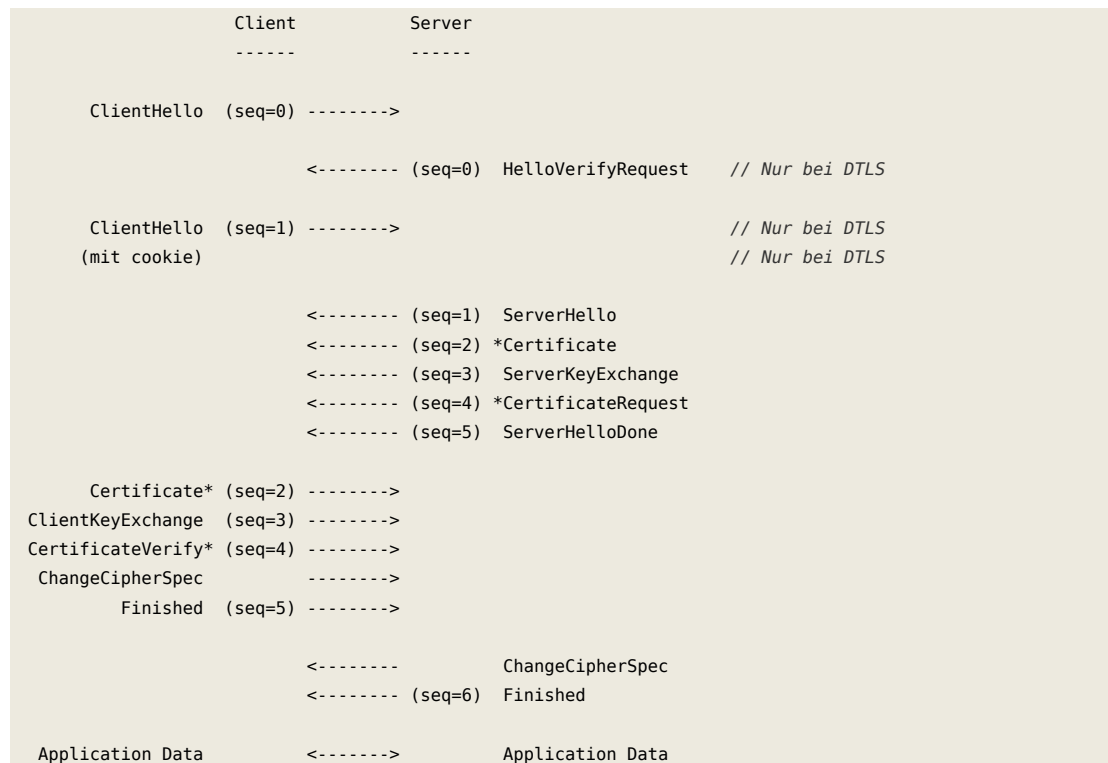 Client Server
------ ------
ClientHello (seq=0) -------->
<-------- (seq=0) HelloVerifyRequest // Nur bei DTLS
ClientHello (seq=1) --------> // Nur bei DTLS
(mit cookie) // Nur bei DTLS
<-------- (seq=1) ServerHello
<-------- (seq=2) *Certificate
<-------- (seq=3) ServerKeyExchange
<-------- (seq=4) *CertificateRequest
<-------- (seq=5) ServerHelloDone
Certificate* (seq=2) -------->
ClientKeyExchange (seq=3) -------->
CertificateVerify* (seq=4) -------->
ChangeCipherSpec -------->
Finished (seq=5) -------->
<-------- ChangeCipherSpec
<-------- (seq=6) Finished
Application Data <-------> Application Data